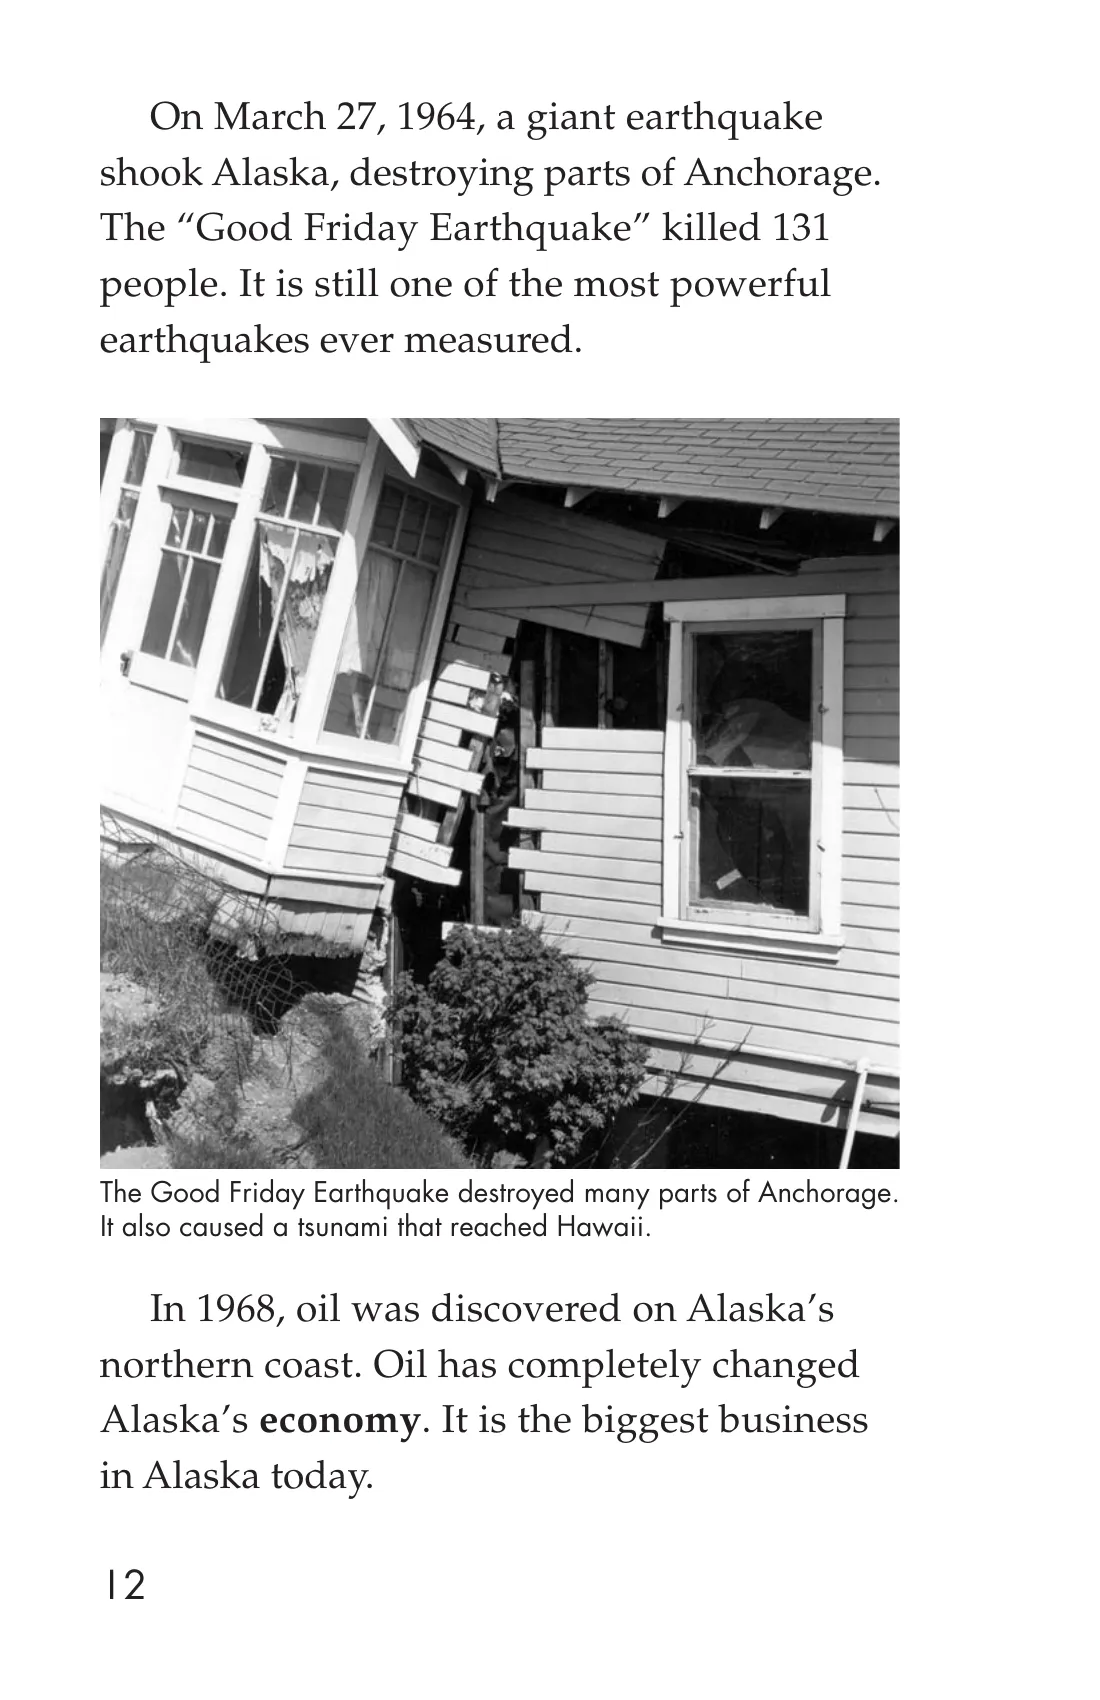 On March 27, 1964, a giant earthquake
shook Alaska, destroying parts of Anchorage.
The “Good Friday Earthquake” killed 131
people. It is still one of the most powerful
earthquakes ever measured.
The Good Friday Earthquake destroyed many parts of Anchorage.
It also caused a tsunami that reached Hawaii.
In 1968, oil was discovered on Alaska’s
northern coast. Oil has completely changed
Alaska’s economy. It is the biggest business
in Alaska today.
12